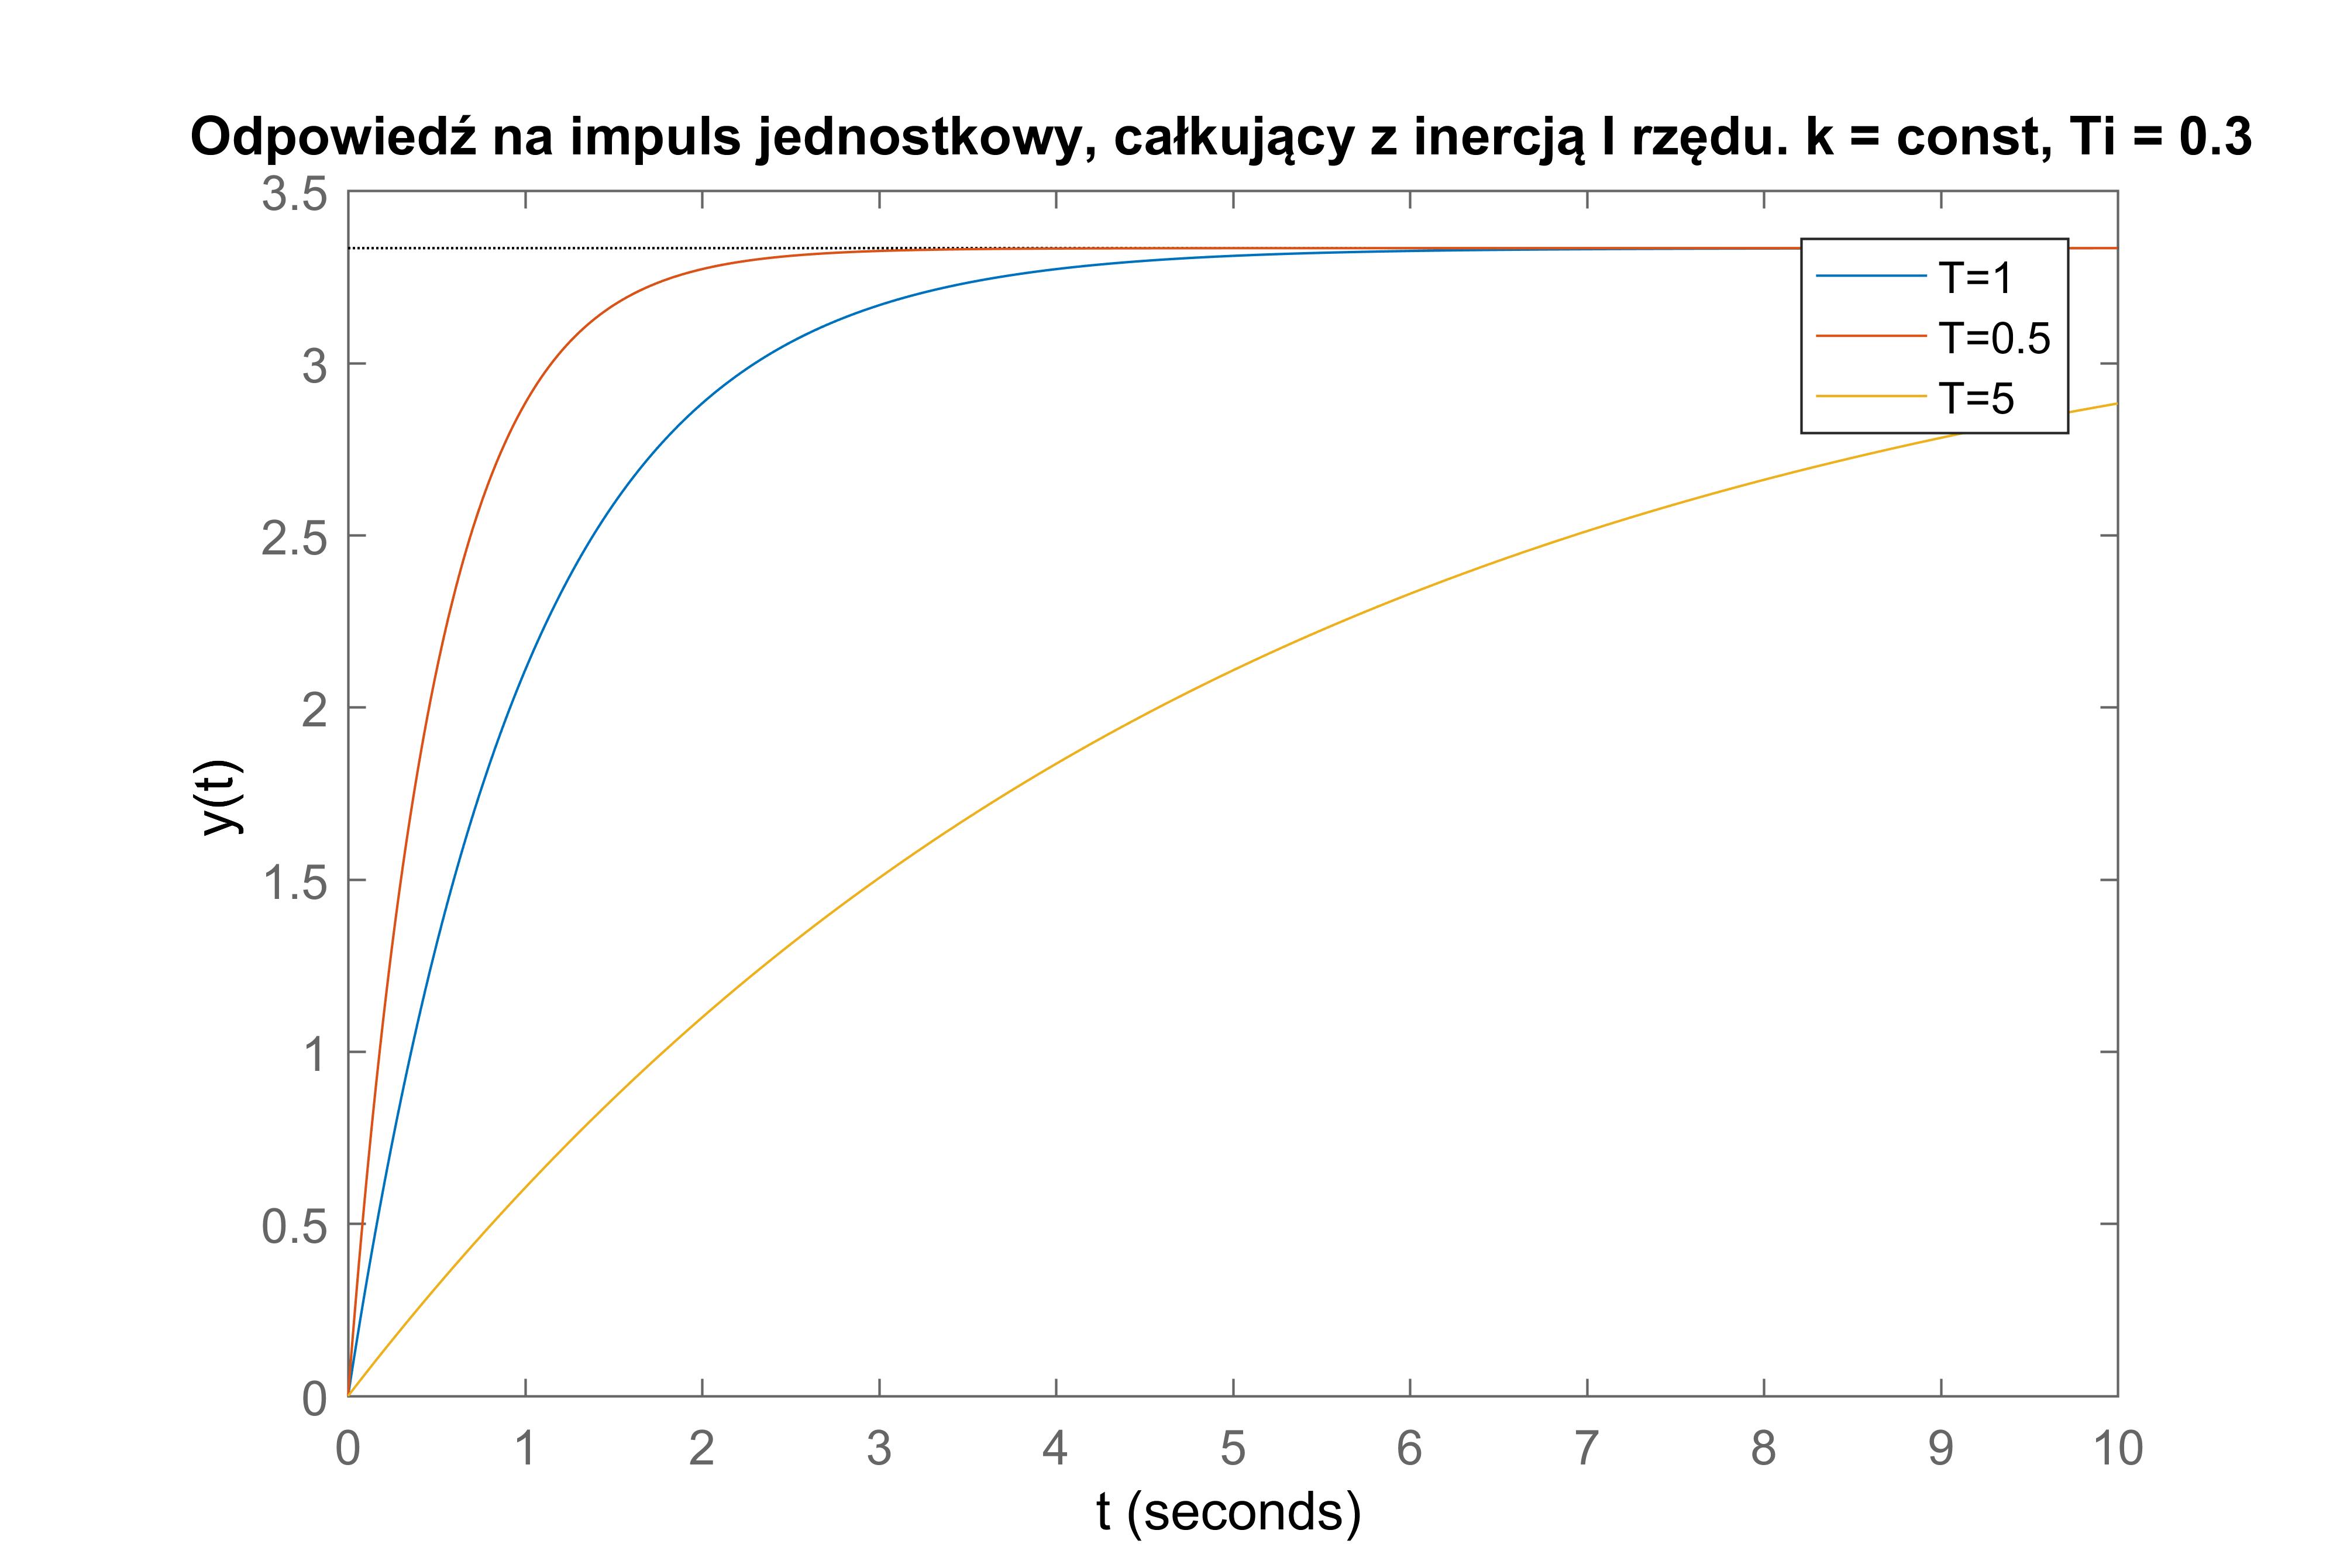 Odpowiedź na impuls jednostkowy, całkujący z inercją I rzędu. k = const, Ti = 0.3
3.5
3
2.5
2
1.5
1
0.5
0
y(t)
T=1
T=0.5
T=5
0 1 2 3 4 5 6 7 8 9 10
t (seconds)